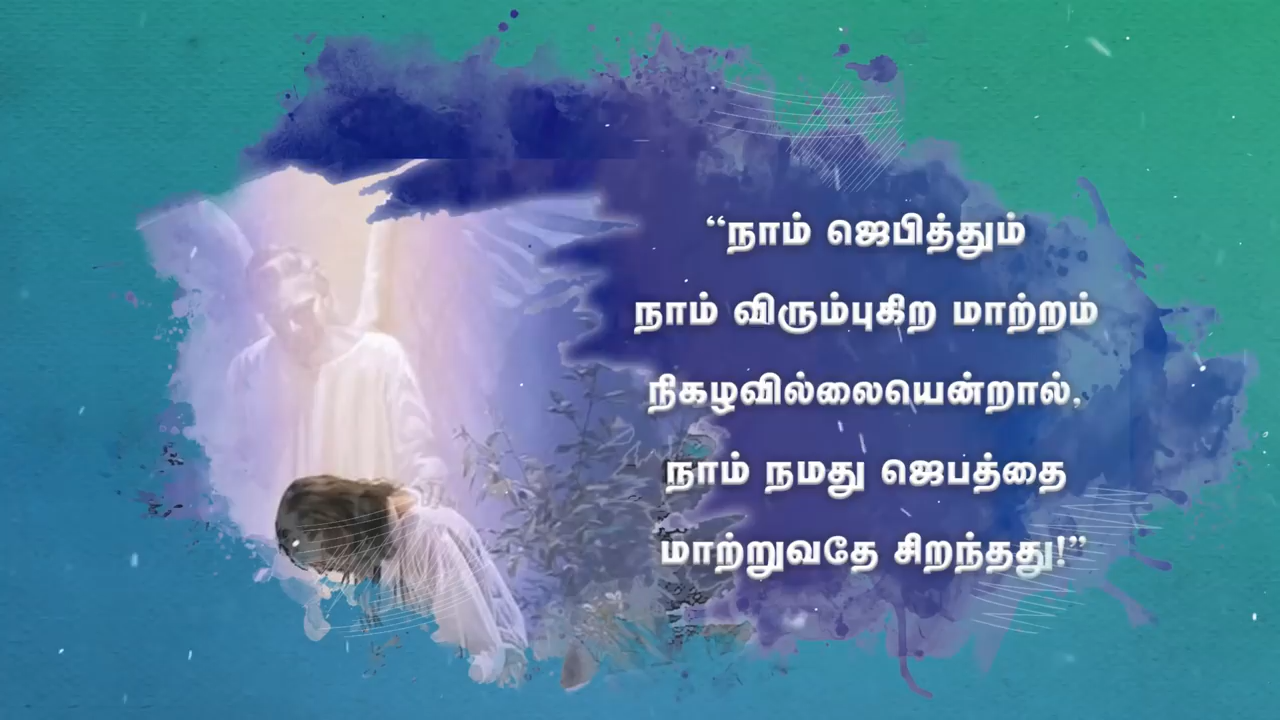 “நாம் ஜெபித்தும்
நாம் விரும்புகிற மாற்றம்
நிகழவில்லையென்றால்,
நாம் நமது ஜெபத்தை
மாற்றுவதே சிறந்தது!”